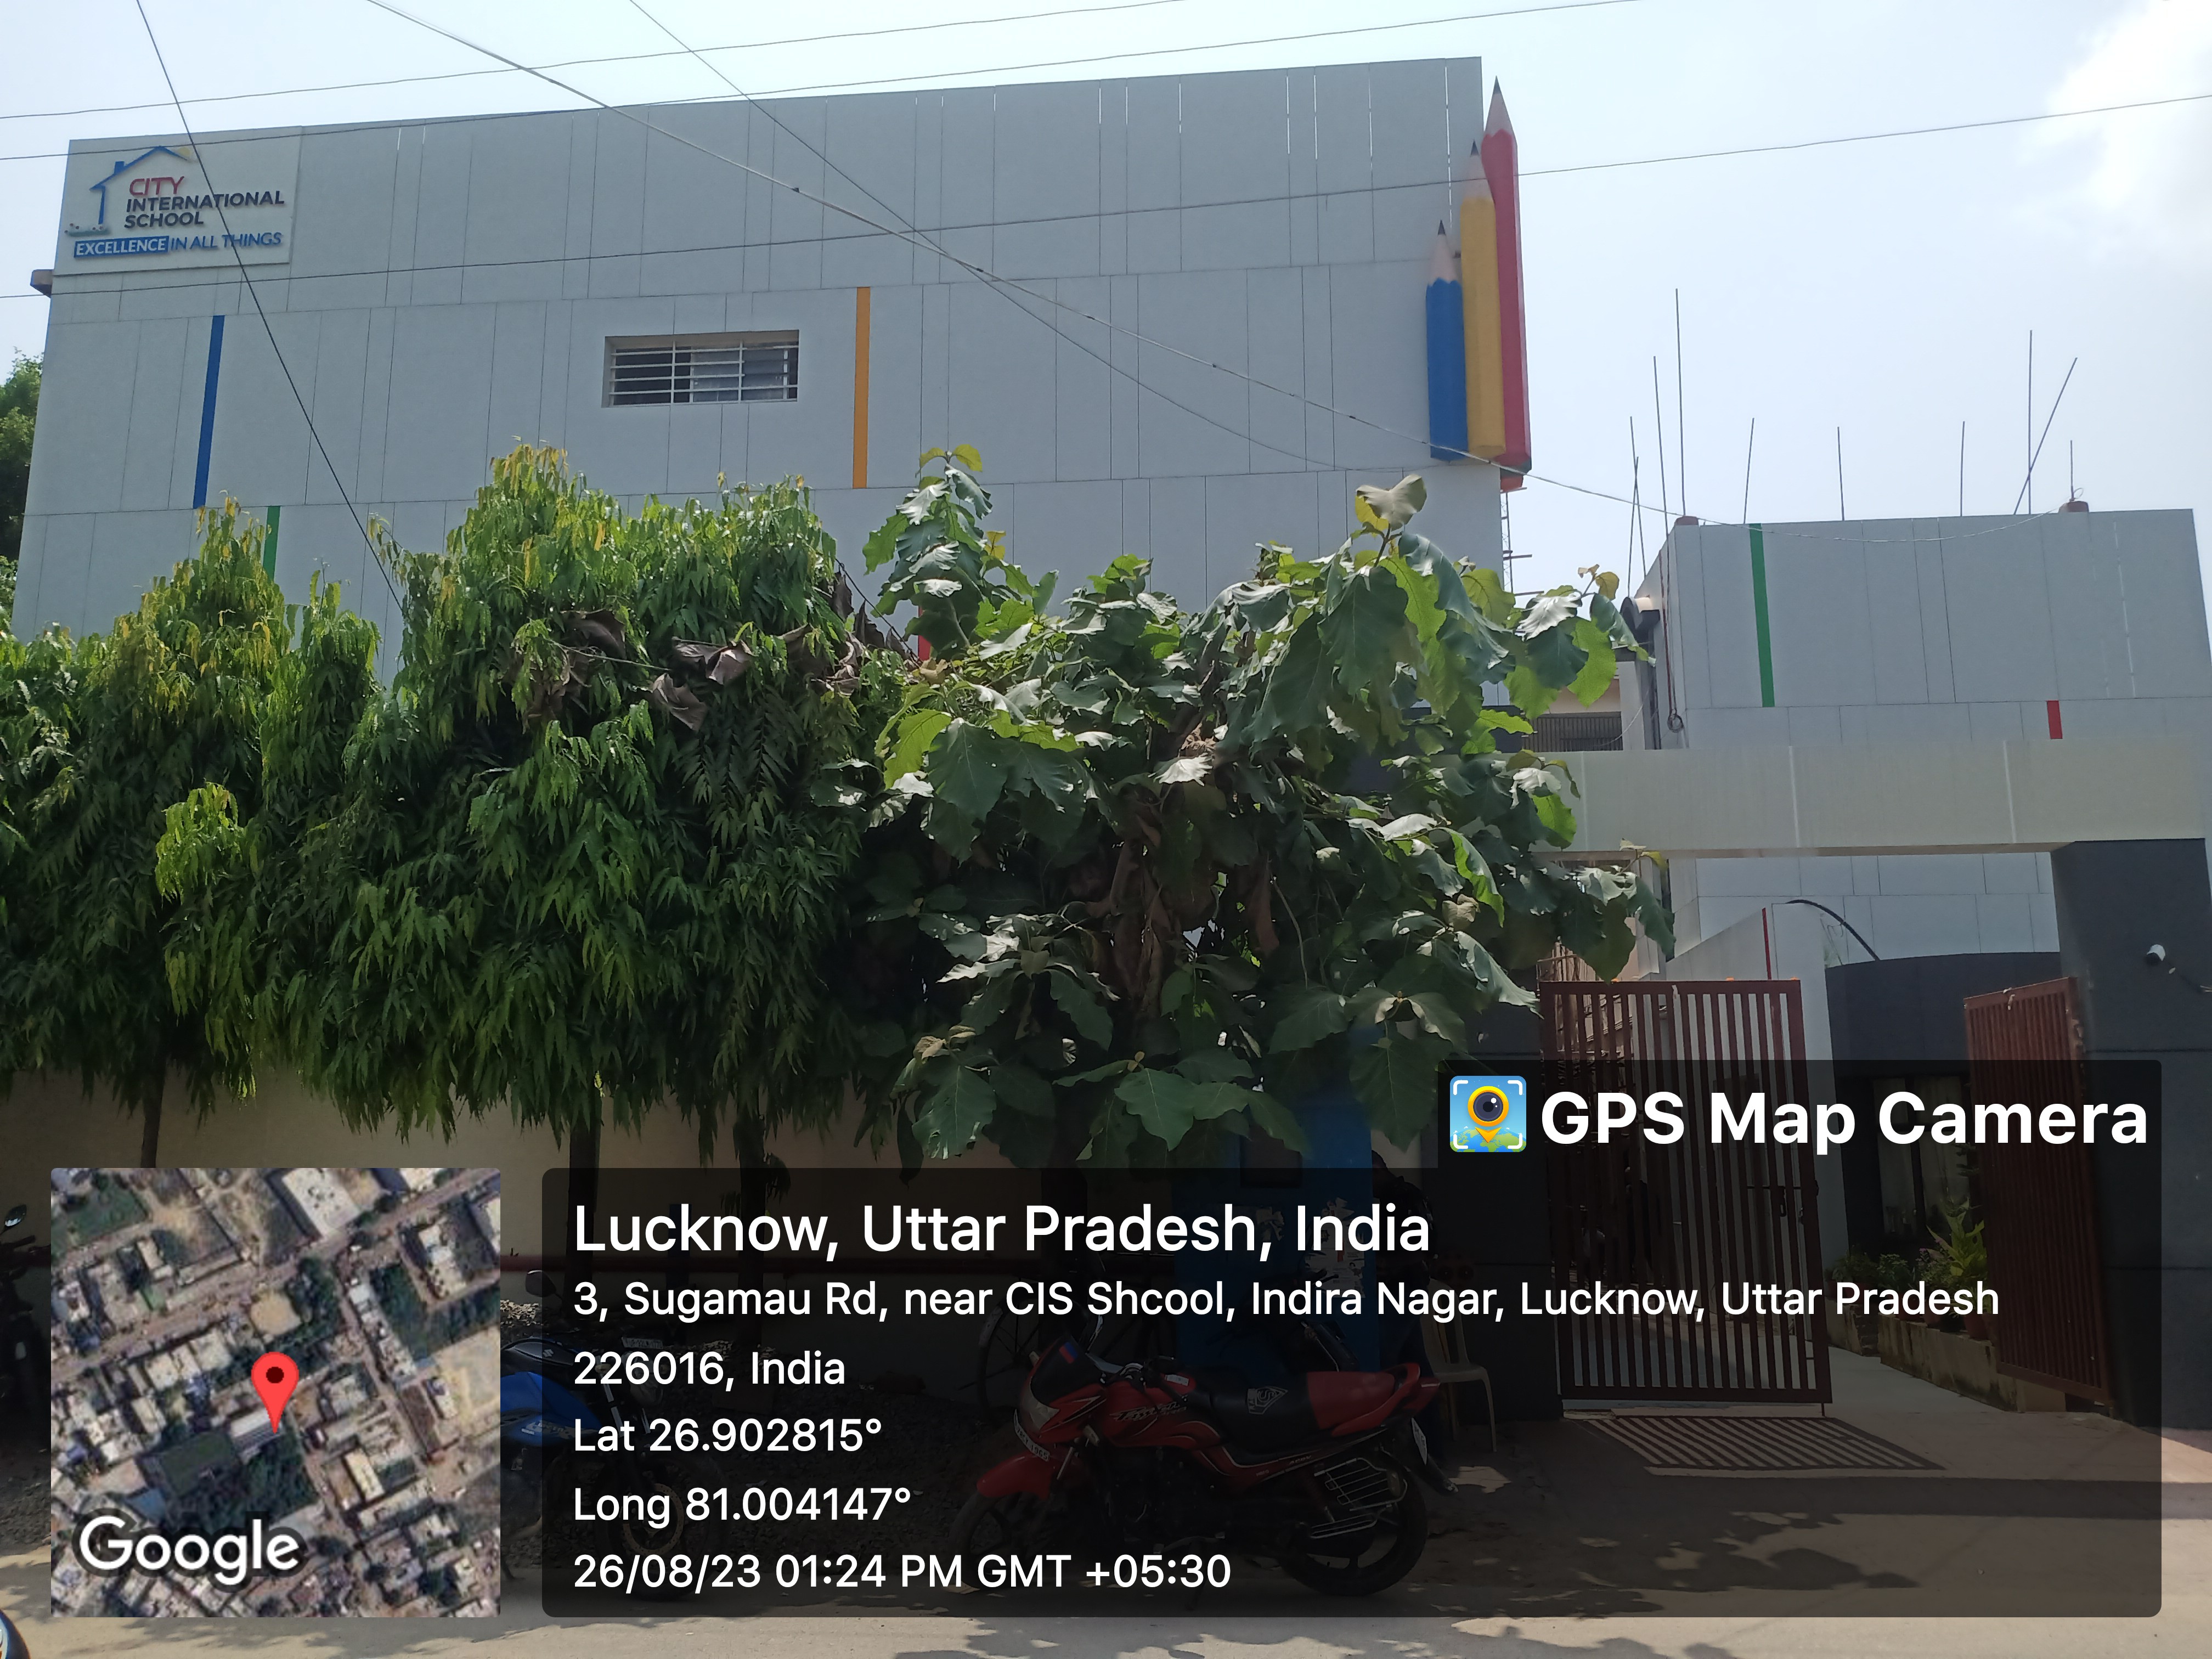 CITY
INTERNATIONAL
SCHOOL
EXCELLENCE IN ALL THINGS
GPS Map Camera
Lucknow, Uttar Pradesh, India
3, Sugamau Rd, near CIS Shcool, Indira Nagar, Lucknow, Uttar Pradesh
226016, India
Lat 26.902815°
Long 81.004147°
26/08/23 01:24 PM GMT +05:30
Google